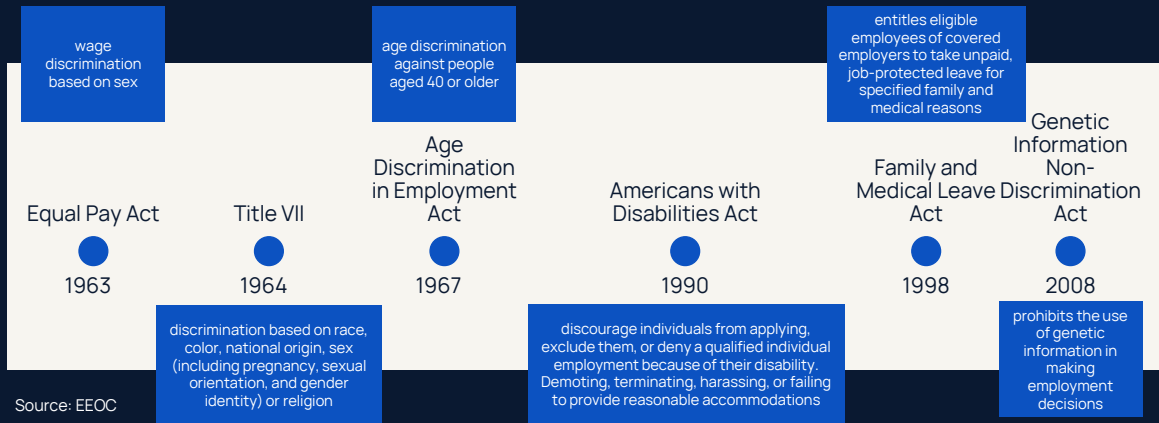 wage
discrimination
based on sex
age discrimination
against people
aged 40 or older
entitles eligible
employees of covered
employers to take unpaid,
job-protected leave for
specified family and
medical reasons
Equal Pay Act
Title VII
Age
Discrimination
in Employment
Act
Americans with
Disabilities Act
Family and
Medical Leave
Act
Genetic
Information
Non-
Discrimination
Act
1963
1964
1967
1990
1998
2008
discrimination based on race,
color, national origin, sex
(including pregnancy, sexual
orientation, and gender
identity) or religion
discourage individuals from applying,
exclude them, or deny a qualified individual
employment because of their disability.
Demoting, terminating, harassing, or failing
to provide reasonable accommodations
prohibits the use
of genetic
information in
making
employment
decisions
Source: EEOC